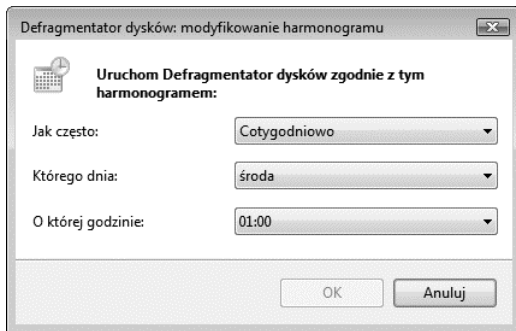 Defragmentator dysków: modyfikowanie harmonogramu
Uruchom Defragmentator dysków zgodnie z tym
harmonogramem:
Jak często: Cotygodniowo
Którego dnia: środa
O której godzinie: 01:00
OK Anuluj